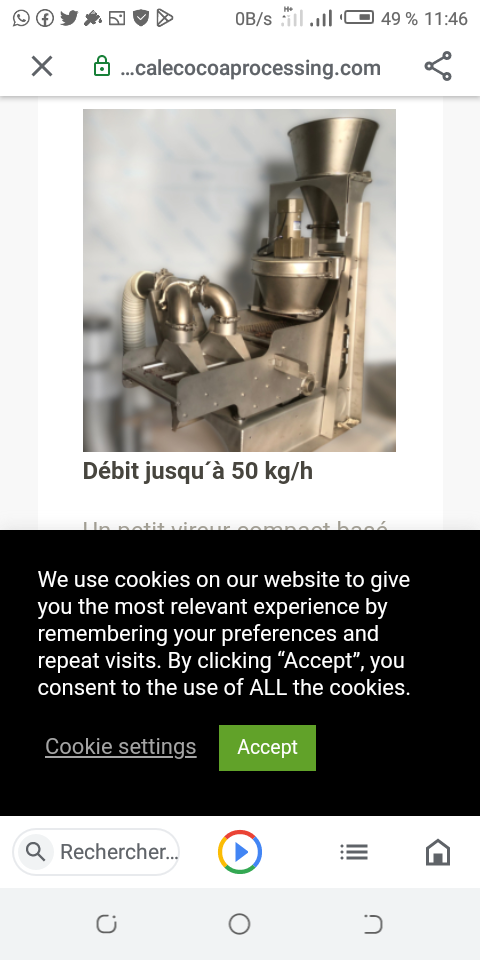 0B/s H+ 49 % 11:46
...calecocoaprocessing.com
Débit jusqu´à 50 kg/h
Un petit vireur compact basé
We use cookies on our website to give
you the most relevant experience by
remembering your preferences and
repeat visits. By clicking “Accept”, you
consent to the use of ALL the cookies.
Cookie settings
Accept
Rechercher...